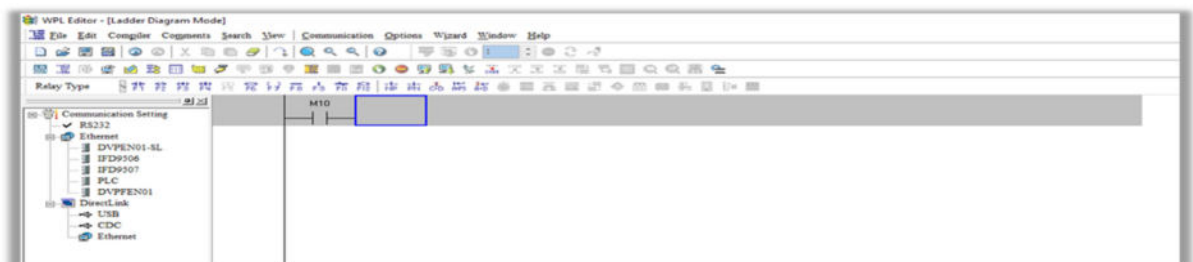 WPL Editor - [Ladder Diagram Mode]
File Edit Compiler Comments Search View Communication Options Wizard Window Help
1
Relay Type
M10
Communication Setting
RS232
Ethernet
DVPEN01-SL
IFD9506
IFD9507
PLC
DVPFEN01
DirectLink
USB
CDC
Ethernet